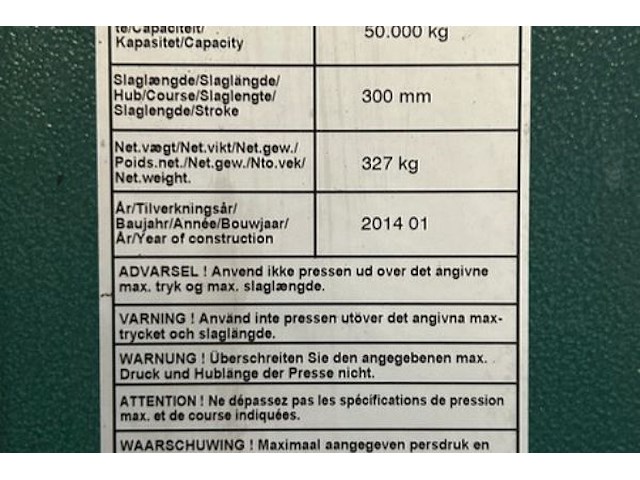 te/Capaciteit/
Kapasitet/Capacity
50.000 kg
Slaglængde/Slaglängde/
Hub/Course/Slaglengte/
Slaglengde/Stroke
300 mm
Net.vægt/Net.vikt/Net.gew./
Poids.net./Net.gew./Nto.vek/
Net.weight.
327 kg
År/Tilverkningsår/
Baujahr/Année/Bouwjaar/
År/Year of construction
2014 01
ADVARSEL ! Anvend ikke pressen ud over det angivne
max. tryk og max. slaglængde.
VARNING ! Använd inte pressen utöver det angivna max-
trycket och slaglängde.
WARNUNG ! Überschreiten Sie den angegebenen max.
Druck und Hublänge der Presse nicht.
ATTENTION ! Ne dépassez pas les spécifications de pression
max. et de course indiquées.
WAARSCHUWING ! Maximaal aangegeven persdruk en